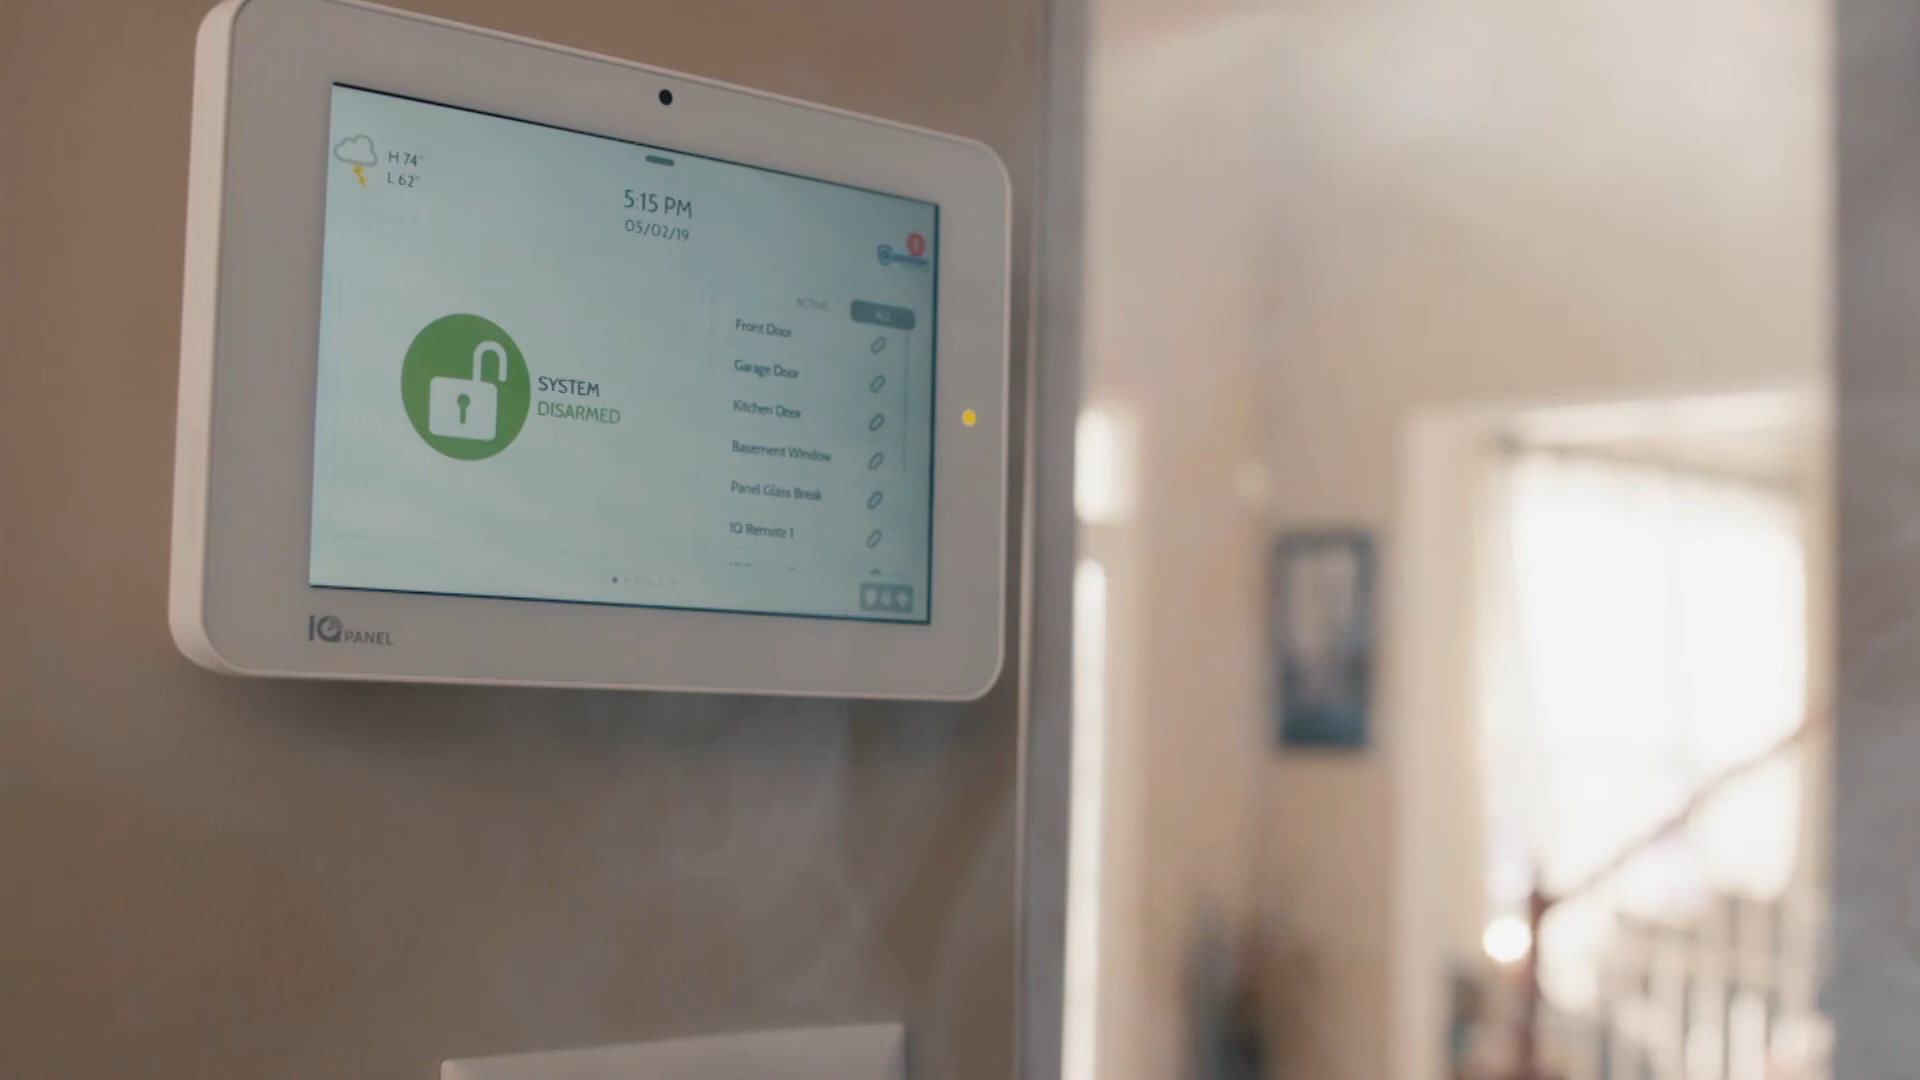 H 74°
L 62°
5:15 PM
05/02/19
ACTIVE
ALL
SYSTEM
DISARMED
Front Door
Garage Door
Kitchen Door
Basement Window
Panel Glass Break
IQ Remote 1
IQ PANEL